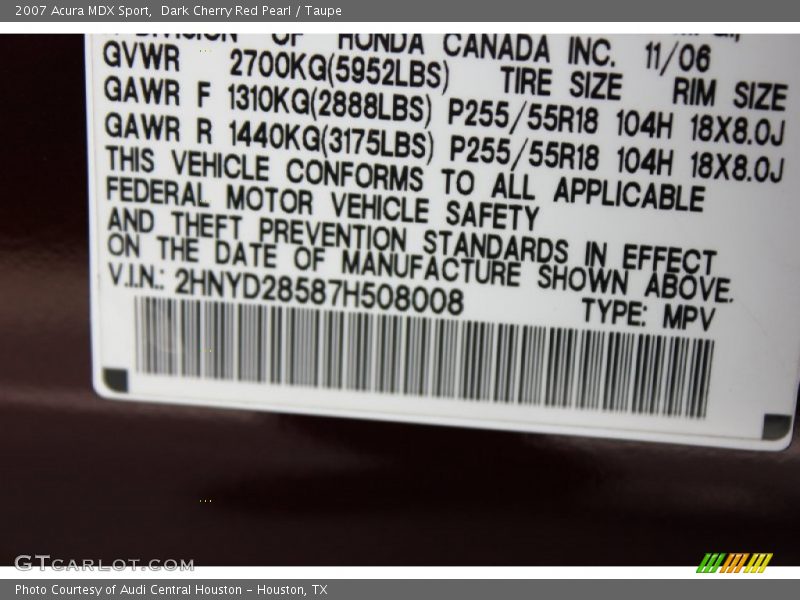 2007 Acura MDX Sport, Dark Cherry Red Pearl / Taupe
DIVISION OF HONDA CANADA INC. 11/06
GVWR 2700KG(5952LBS) TIRE SIZE RIM SIZE
GAWR F 1310KG(2888LBS) P255/55R18 104H 18X8.0J
GAWR R 1440KG(3175LBS) P255/55R18 104H 18X8.0J
THIS VEHICLE CONFORMS TO ALL APPLICABLE
FEDERAL MOTOR VEHICLE SAFETY
AND THEFT PREVENTION STANDARDS IN EFFECT
ON THE DATE OF MANUFACTURE SHOWN ABOVE.
V.I.N.: 2HNYD28587H508008 TYPE: MPV
GTCARLOT.COM
Photo Courtesy of Audi Central Houston - Houston, TX